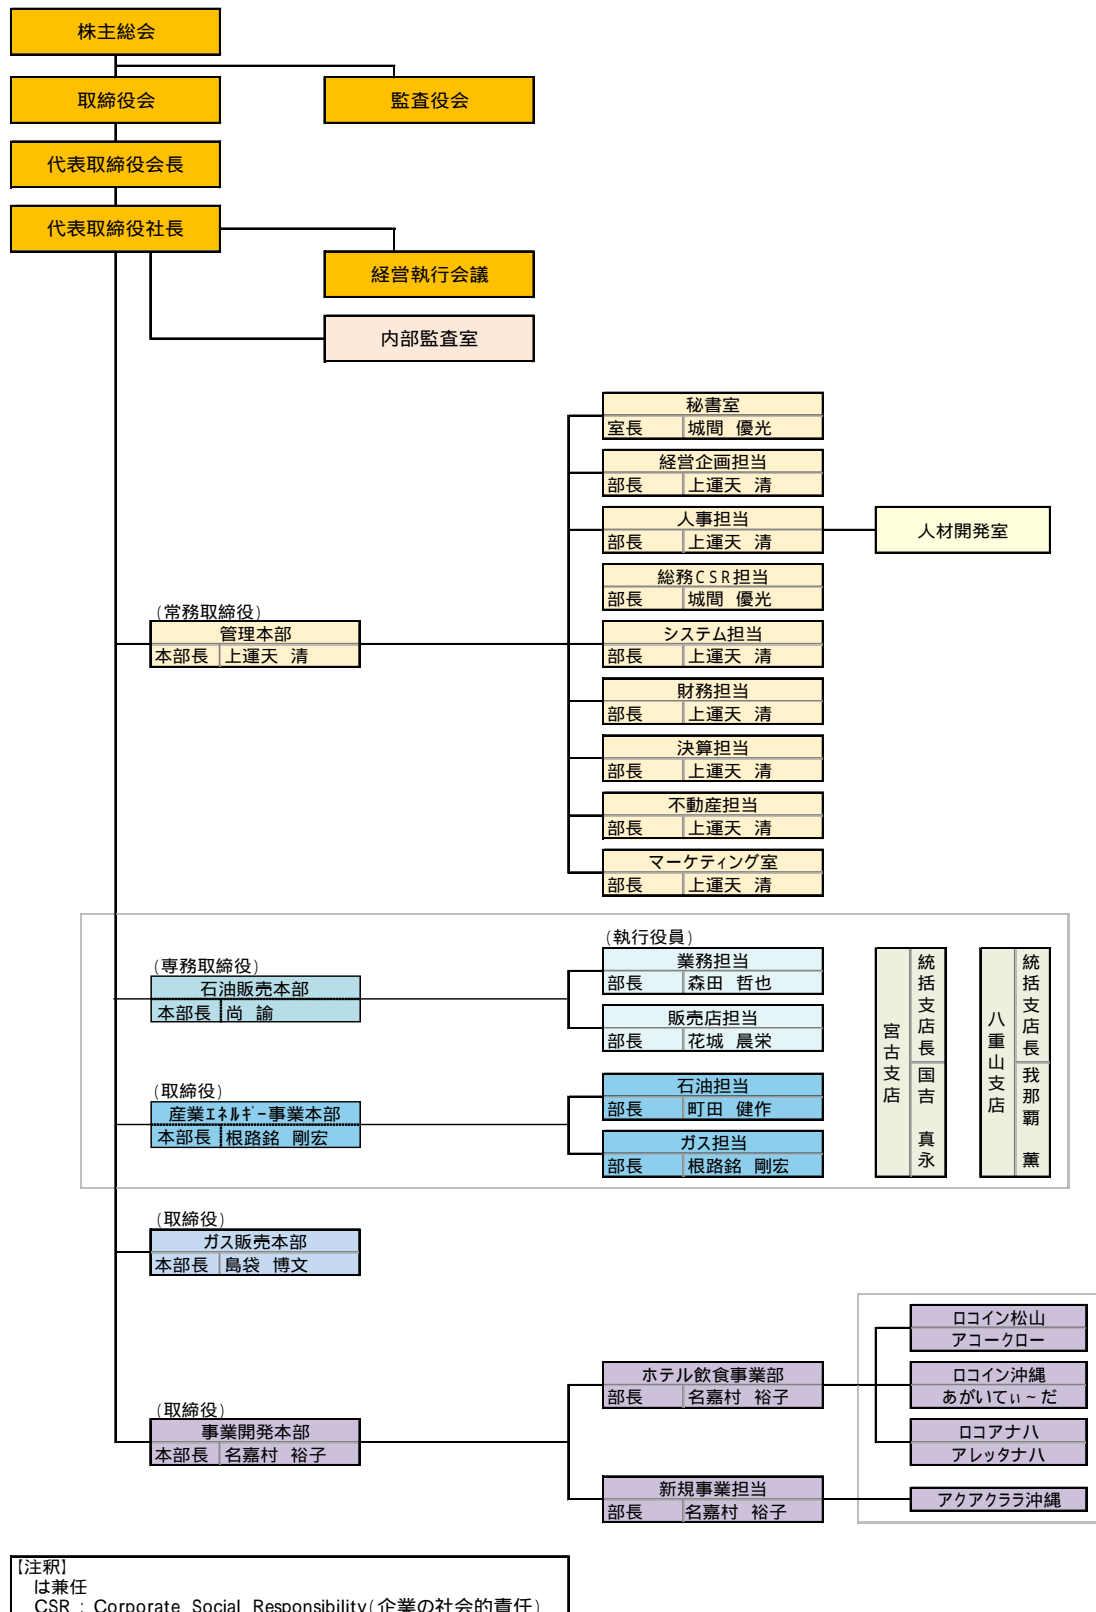 株主総会
取締役会
監査役会
代表取締役会長
代表取締役社長
経営執行会議
内部監査室
秘書室
室長 城間 優光
経営企画担当
部長 上運天 清
人事担当
部長 上運天 清
人材開発室
総務CSR担当
部長 城間 優光
(常務取締役)
管理本部
本部長 上運天 清
システム担当
部長 上運天 清
財務担当
部長 上運天 清
決算担当
部長 上運天 清
不動産担当
部長 上運天 清
マーケティング室
部長 上運天 清
(専務取締役)
石油販売本部
本部長 尚 諭
(執行役員)
業務担当
部長 森田 哲也
販売店担当
部長 花城 晨栄
(取締役)
産業エネルギー事業本部
本部長 根路銘 剛宏
石油担当
部長 町田 健作
ガス担当
部長 根路銘 剛宏
宮古支店
統括支店長 国吉 真永
八重山支店
統括支店長 我那覇 薫
(取締役)
ガス販売本部
本部長 島袋 博文
(取締役)
事業開発本部
本部長 名嘉村 裕子
ホテル飲食事業部
部長 名嘉村 裕子
ロコイン松山
アコークロー
ロコイン沖縄
あがいてぃ~だ
ロコアナハ
アレッタナハ
新規事業担当
部長 名嘉村 裕子
アクアクララ沖縄
【注釈】
は兼任
CSR : Corporate Social Responsibility(企業の社会的責任)